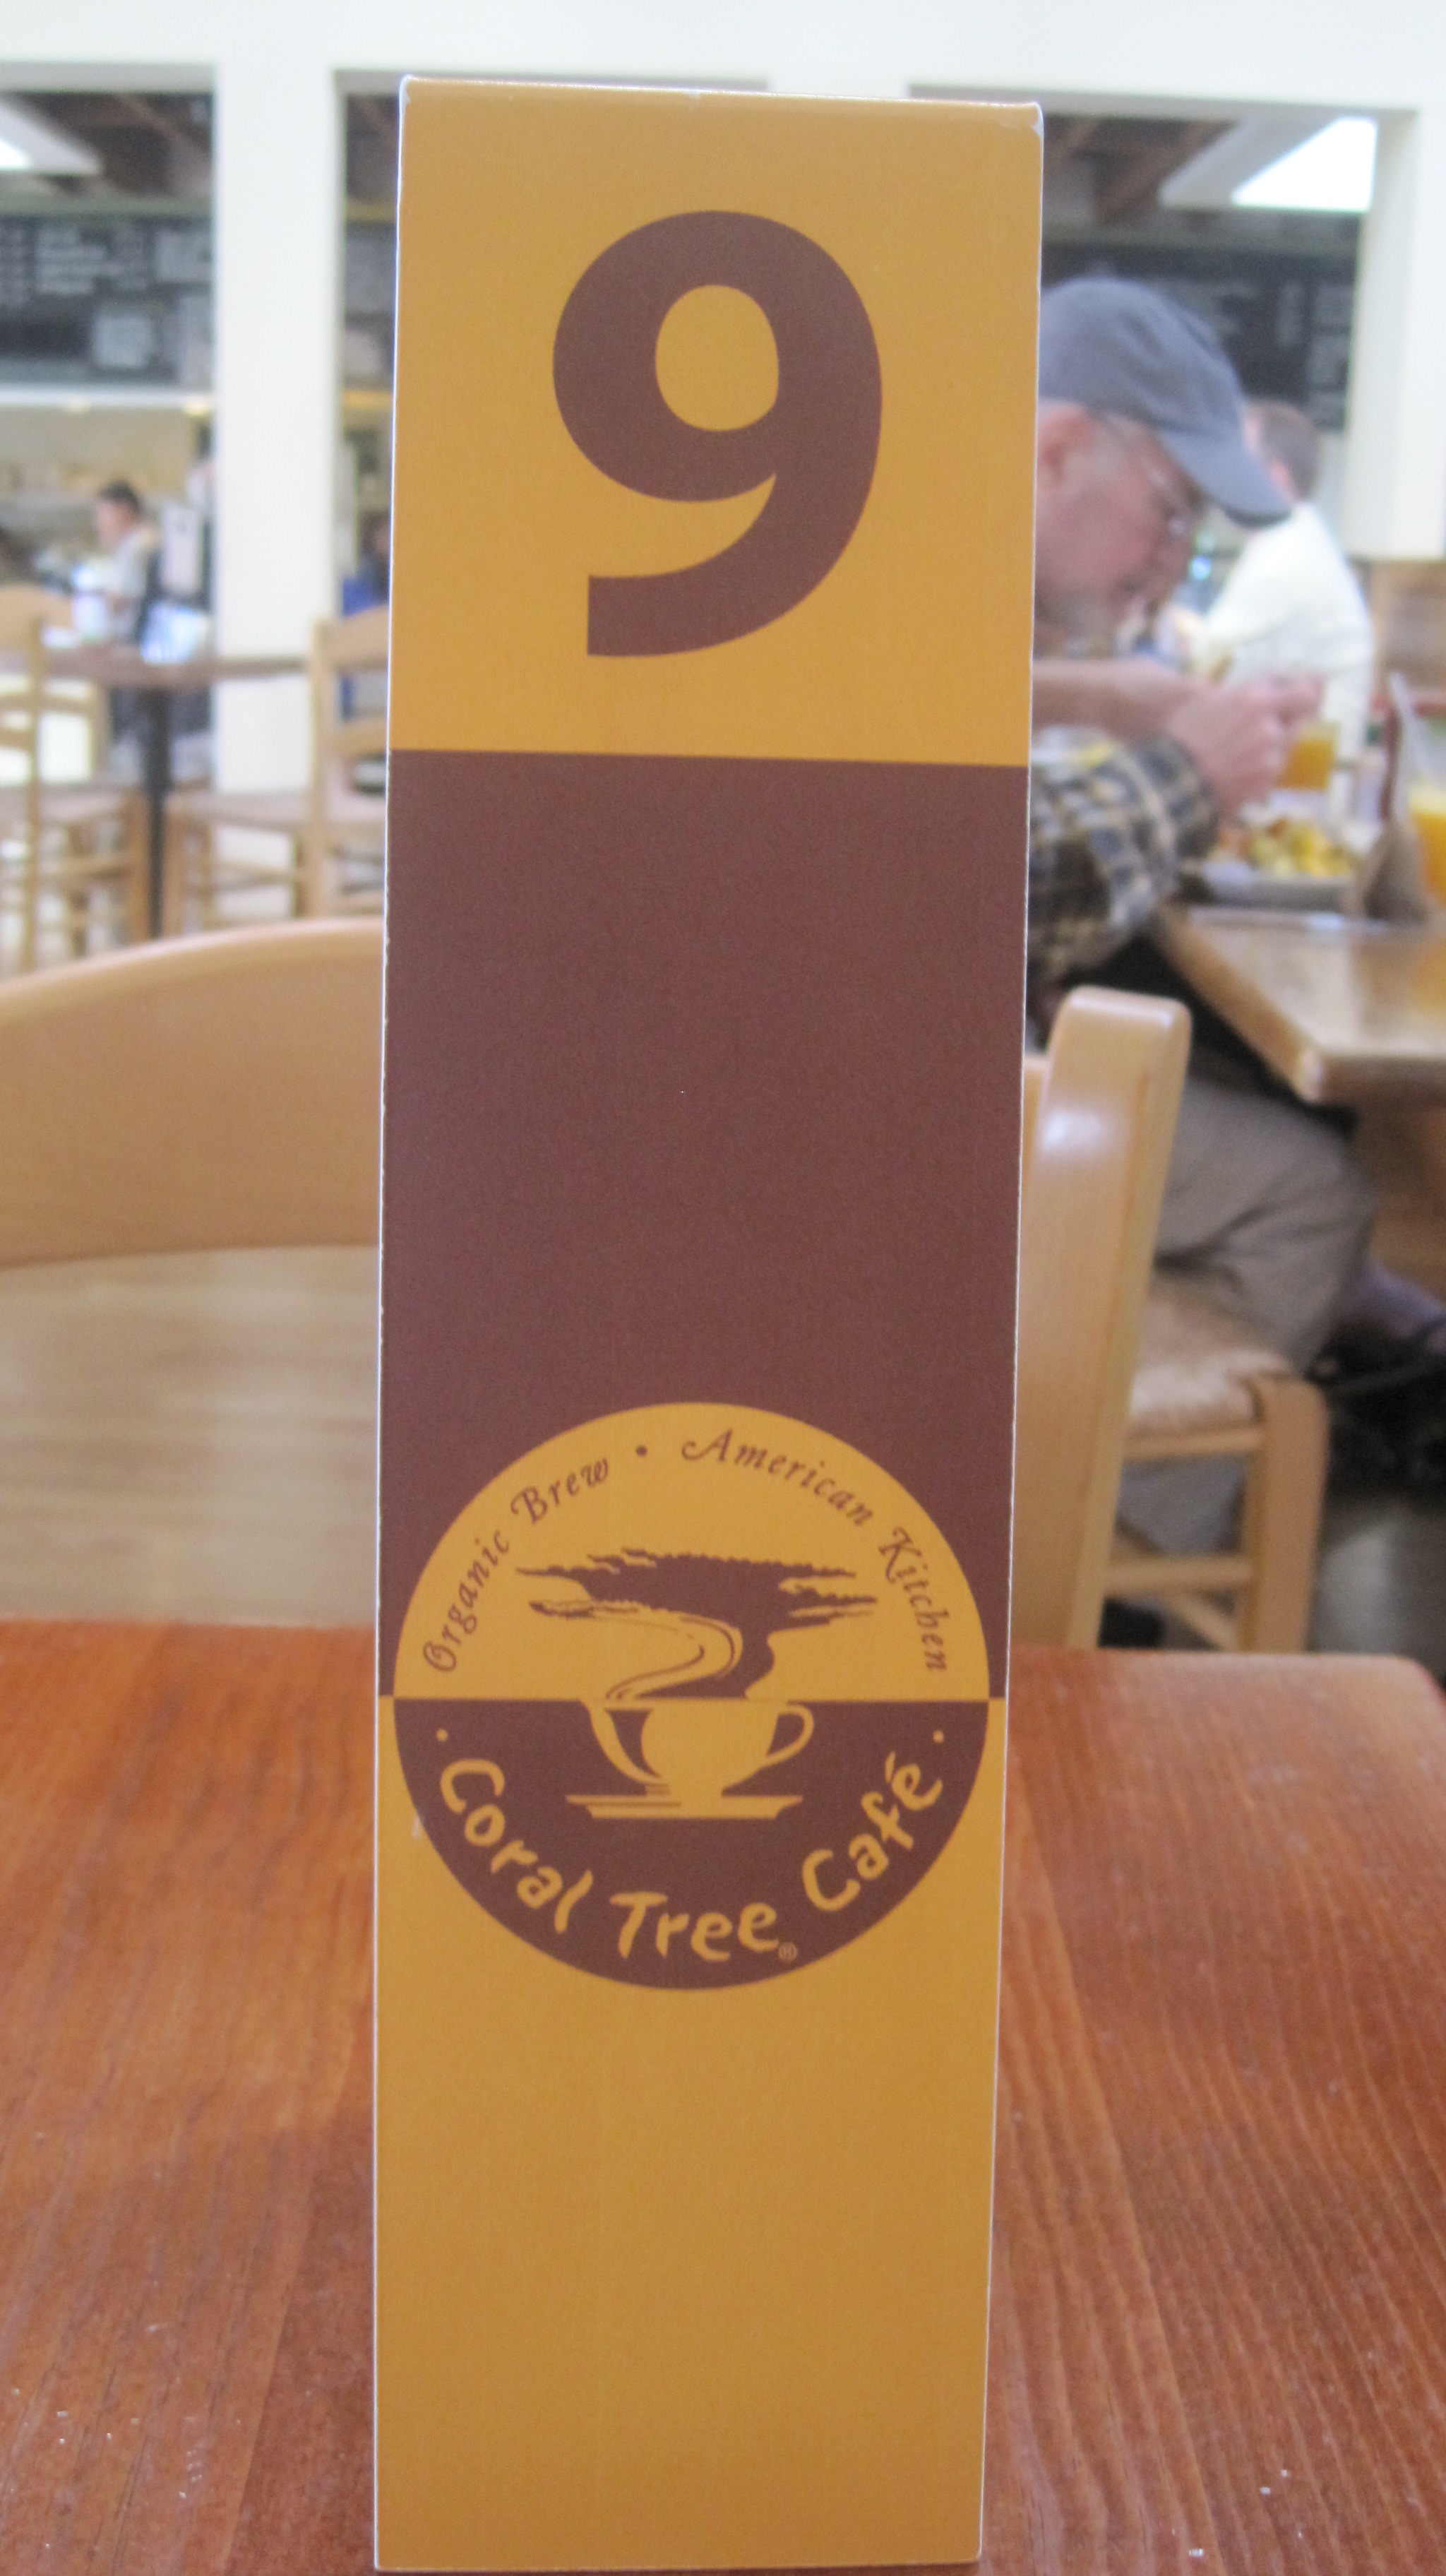 9
Organic Brew • American Kitchen
• Coral Tree Café •
®